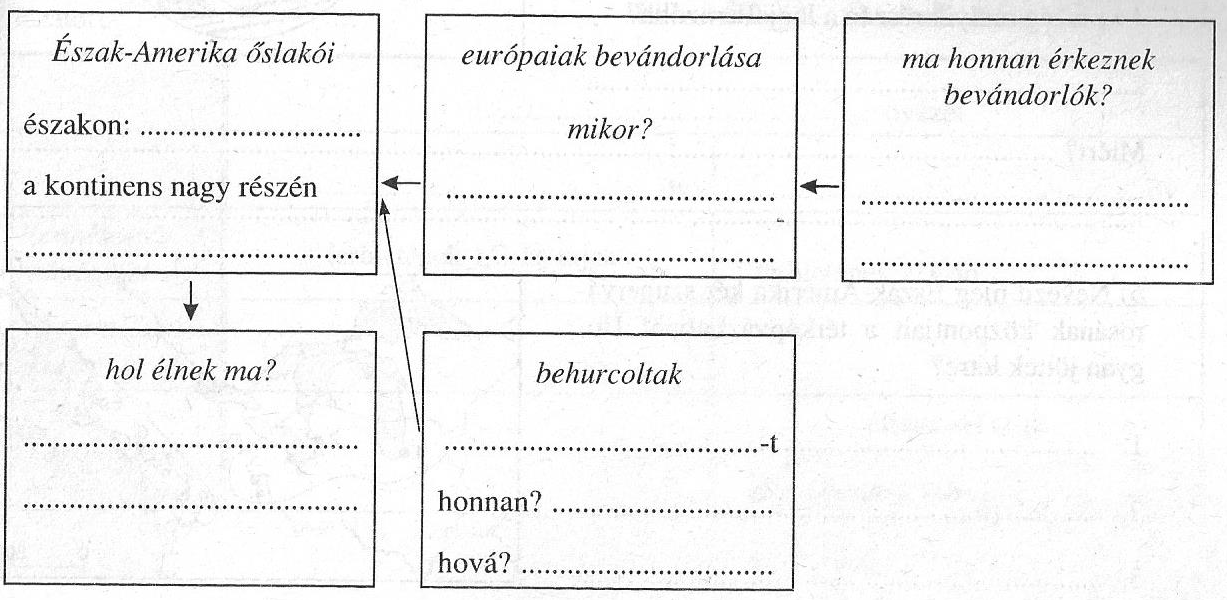 Észak-Amerika őslakói
északon: ..............................
a kontinens nagy részén
..............................................
európaiak bevándorlása
mikor?
.............................................
.............................................
ma honnan érkeznek
bevándorlók?
.............................................
.............................................
hol élnek ma?
..............................................
..............................................
behurcoltak
...........................................-t
honnan? ..............................
hová? ...................................